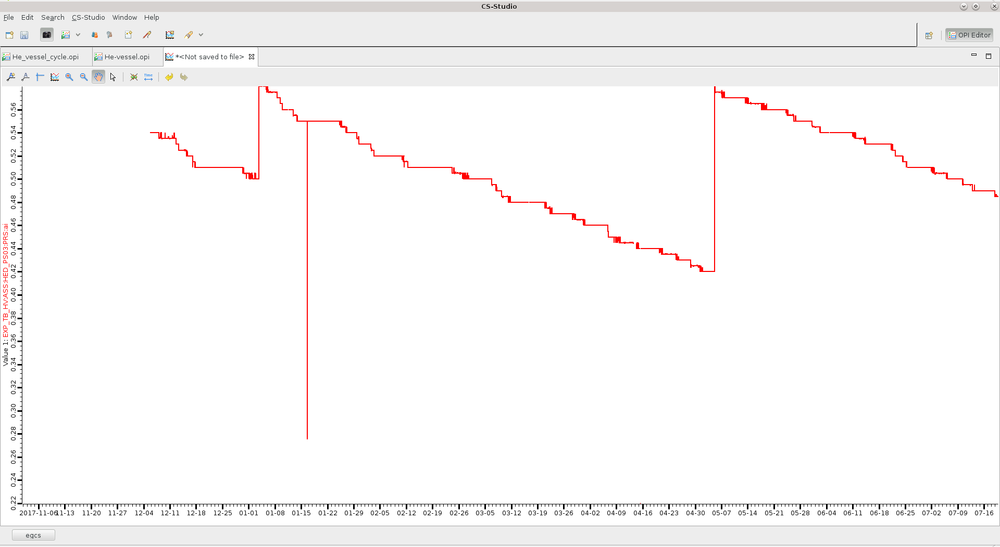 CS-Studio
File Edit Search CS-Studio Window Help
OPI Editor
He_vessel_cycle.opi He-vessel.opi *<Not saved to file>
Time
0.56
0.54
0.52
0.50
0.48
0.46
0.44
0.42
0.40
0.38
0.36
0.34
0.32
0.30
0.28
0.26
0.24
0.22
Value 1: EXP_TB_HV:ASS:HED_PS03:PRS:ai
2017-11-06 11-13 11-20 11-27 12-04 12-11 12-18 12-25 01-01 01-08 01-15 01-22 01-29 02-05 02-12 02-19 02-26 03-05 03-12 03-19 03-26 04-02 04-09 04-16 04-23 04-30 05-07 05-14 05-21 05-28 06-04 06-11 06-18 06-25 07-02 07-09 07-16
egcs